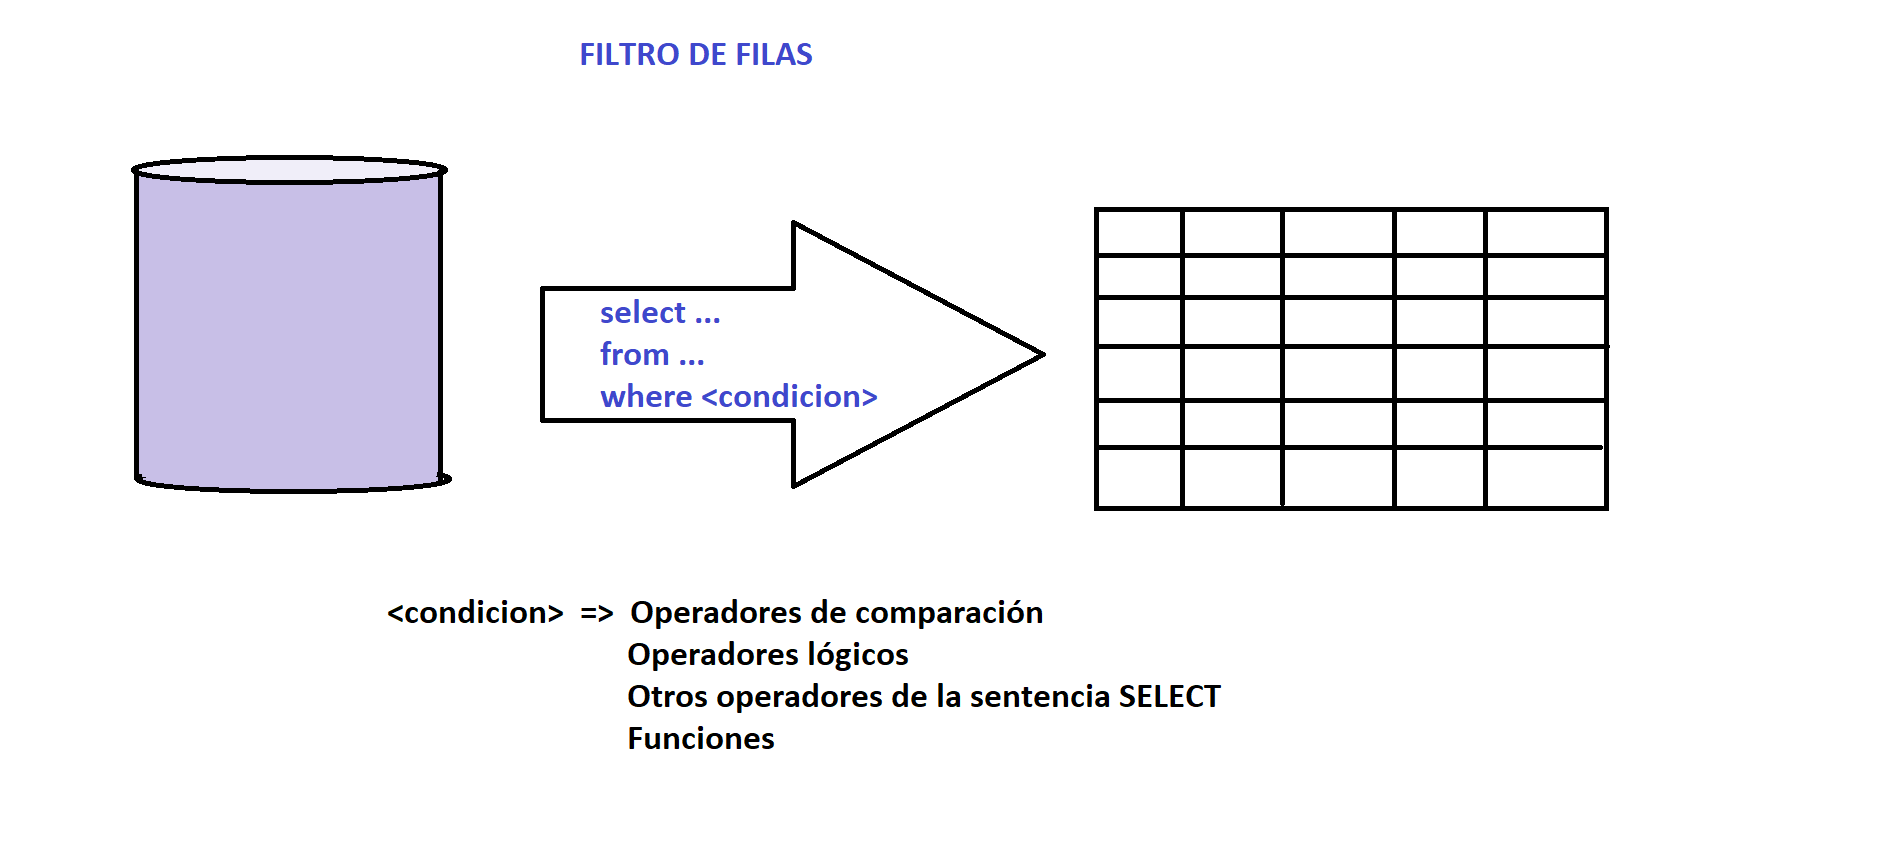 FILTRO DE FILAS
select ...
from ...
where <condicion>
<condicion> => Operadores de comparación
Operadores lógicos
Otros operadores de la sentencia SELECT
Funciones